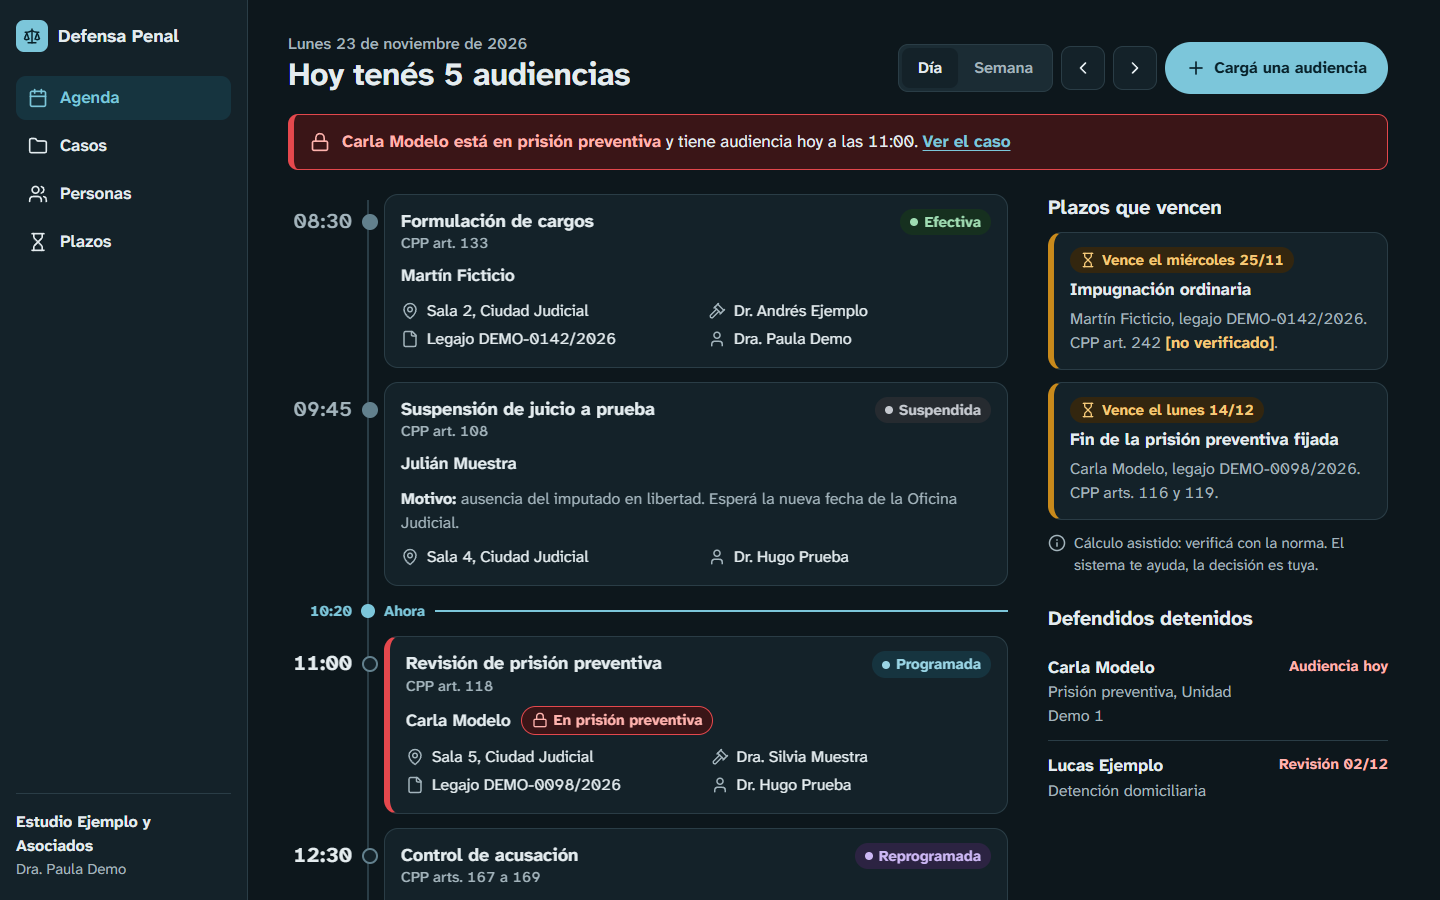 Defensa Penal
Agenda
Casos
Personas
Plazos
Estudio Ejemplo y
Asociados
Dra. Paula Demo
Lunes 23 de noviembre de 2026
Hoy tenés 5 audiencias
Día
Semana
Cargá una audiencia
Carla Modelo está en prisión preventiva y tiene audiencia hoy a las 11:00. Ver el caso
08:30
Formulación de cargos
Efectiva
CPP art. 133
Martín Ficticio
Sala 2, Ciudad Judicial
Dr. Andrés Ejemplo
Legajo DEMO-0142/2026
Dra. Paula Demo
09:45
Suspensión de juicio a prueba
Suspendida
CPP art. 108
Julián Muestra
Motivo: ausencia del imputado en libertad. Esperá la nueva fecha de la Oficina
Judicial.
Sala 4, Ciudad Judicial
Dr. Hugo Prueba
10:20
Ahora
11:00
Revisión de prisión preventiva
Programada
CPP art. 118
Carla Modelo
En prisión preventiva
Sala 5, Ciudad Judicial
Dra. Silvia Muestra
Legajo DEMO-0098/2026
Dr. Hugo Prueba
12:30
Control de acusación
Reprogramada
CPP arts. 167 a 169
Plazos que vencen
Vence el miércoles 25/11
Impugnación ordinaria
Martín Ficticio, legajo DEMO-0142/2026.
CPP art. 242 [no verificado].
Vence el lunes 14/12
Fin de la prisión preventiva fijada
Carla Modelo, legajo DEMO-0098/2026.
CPP arts. 116 y 119.
Cálculo asistido: verificá con la norma. El
sistema te ayuda, la decisión es tuya.
Defendidos detenidos
Carla Modelo
Audiencia hoy
Prisión preventiva, Unidad
Demo 1
Lucas Ejemplo
Revisión 02/12
Detención domiciliaria